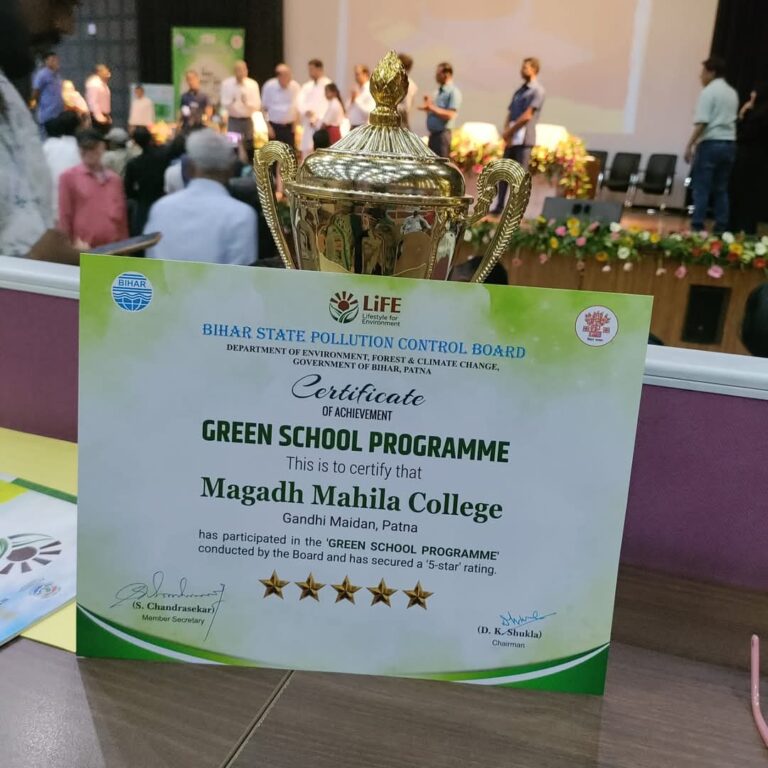 BIHAR
LiFE
Lifestyle for
Environment
BIHAR STATE POLLUTION CONTROL BOARD
DEPARTMENT OF ENVIRONMENT, FOREST & CLIMATE CHANGE,
GOVERNMENT OF BIHAR, PATNA
Certificate
OF ACHIEVEMENT
GREEN SCHOOL PROGRAMME
This is to certify that
Magadh Mahila College
Gandhi Maidan, Patna
has participated in the 'GREEN SCHOOL PROGRAMME'
conducted by the Board and has secured a '5-star' rating.
(S. Chandrasekar)
Member Secretary
(D. K. Shukla)
Chairman